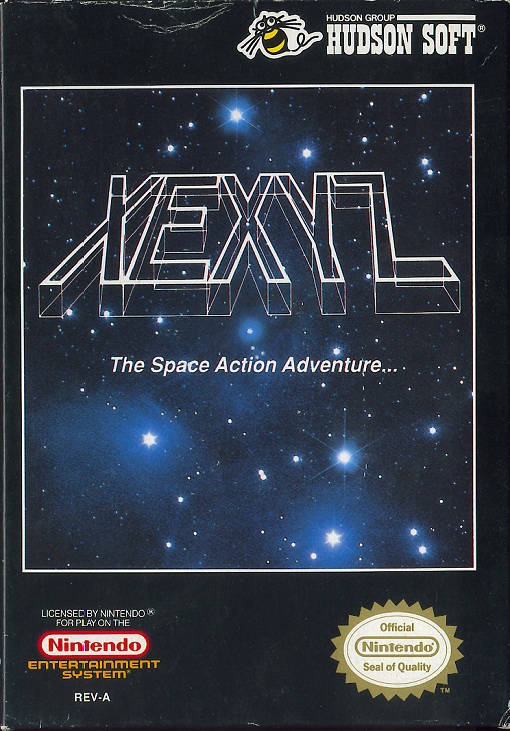 HUDSON GROUP
HUDSON SOFT®
XEXYZ
The Space Action Adventure...
LICENSED BY NINTENDO®
FOR PLAY ON THE
Nintendo
ENTERTAINMENT
SYSTEM®
REV-A
Official
Nintendo®
Seal of Quality
TM